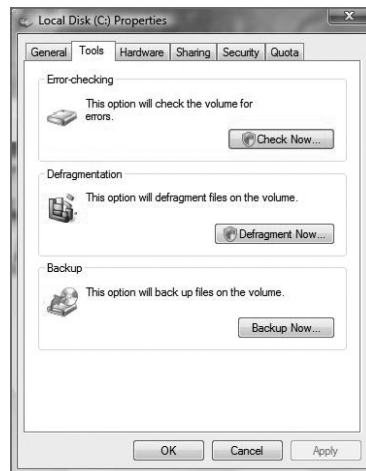 Local Disk (C:) Properties
General Tools Hardware Sharing Security Quota
Error-checking
This option will check the volume for
errors.
Check Now...
Defragmentation
This option will defragment files on the volume.
Defragment Now...
Backup
This option will back up files on the volume.
Backup Now...
OK Cancel Apply